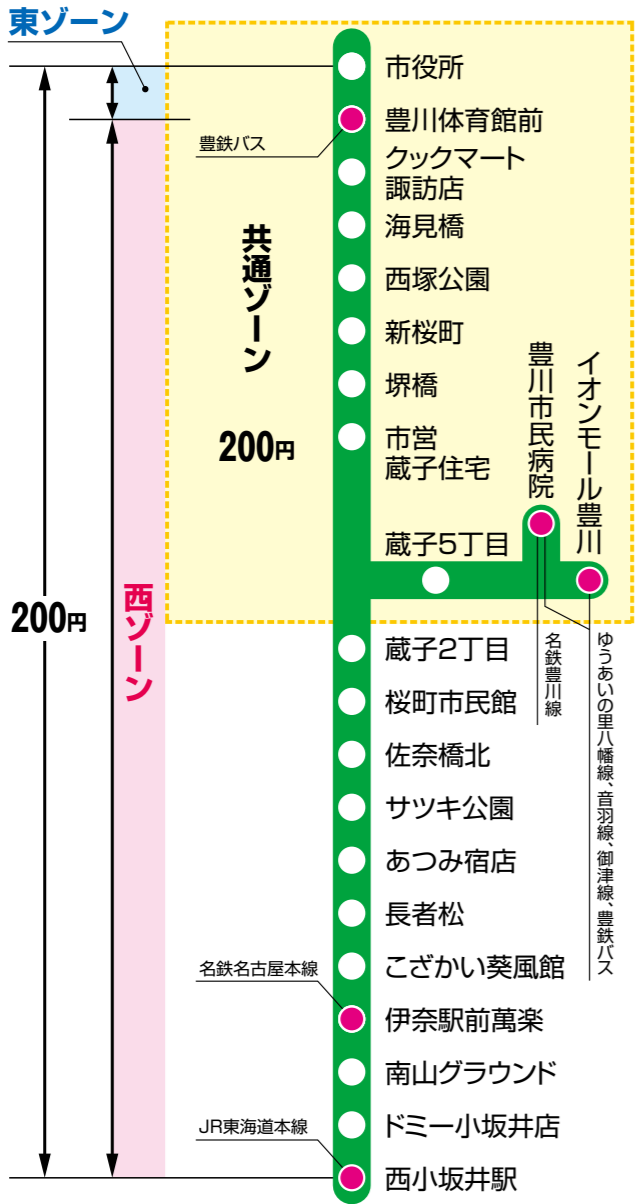 東ゾーン
市役所
豊川体育館前
豊鉄バス
クックマート
諏訪店
海見橋
共通ゾーン
西塚公園
新桜町
堺橋
200円
市営
蔵子住宅
豊川市民病院
イオンモール豊川
蔵子5丁目
200円
西ゾーン
蔵子2丁目
名鉄豊川線
ゆうあいの里八幡線、音羽線、御津線、豊鉄バス
桜町市民館
佐奈橋北
サツキ公園
あつみ宿店
長者松
こざかい葵風館
名鉄名古屋本線
伊奈駅前萬楽
南山グラウンド
ドミー小坂井店
JR東海道本線
西小坂井駅